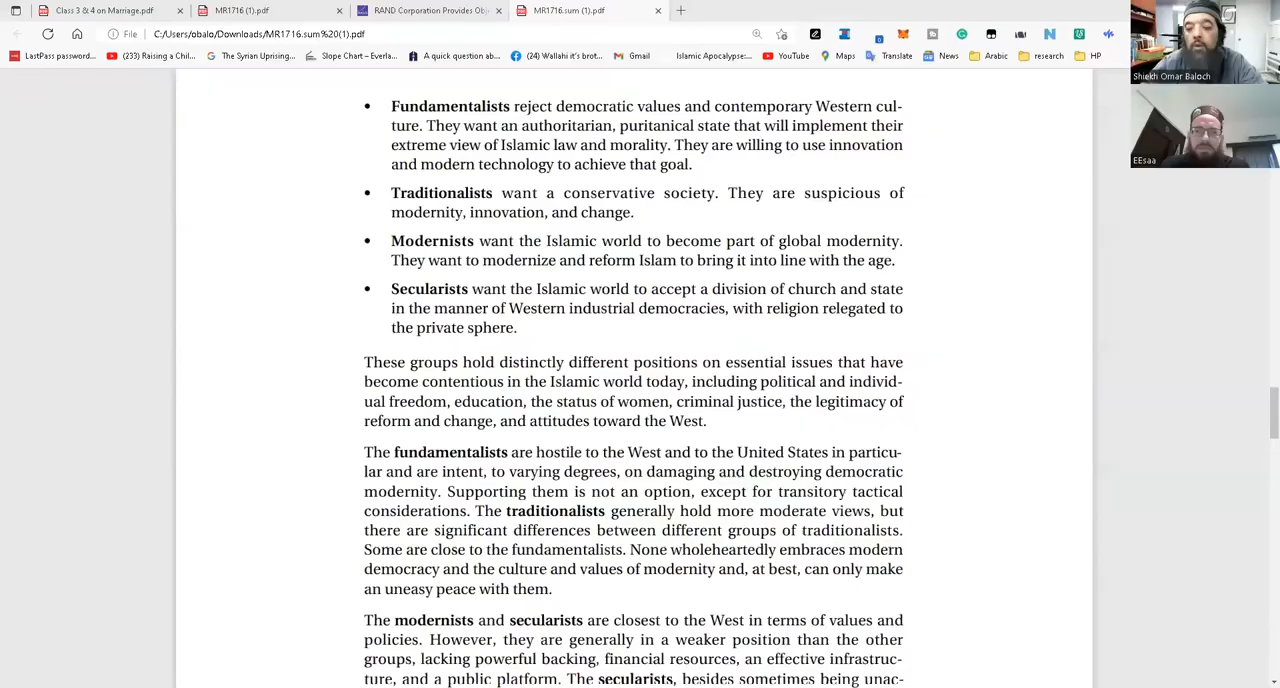 Class 3 & 4 on Marriage.pdf
MR1716 (1).pdf
RAND Corporation Provides Obj
MR1716.sum (1).pdf
File
C:/Users/obalo/Downloads/MR1716.sum%20(1).pdf
LastPass password...
(233) Raising a Chil...
Syrian Uprising...
Slope Chart – Everla...
A quick question ab...
(24) Wallahi it's brot...
Gmail
Islamic Apocalypse:...
YouTube
Maps
Translate
News
Arabic
research
HP
Shiekh Omar Baloch
EEsaa
• Fundamentalists reject democratic values and contemporary Western cul-
ture. They want an authoritarian, puritanical state that will implement their
extreme view of Islamic law and morality. They are willing to use innovation
and modern technology to achieve that goal.
• Traditionalists want a conservative society. They are suspicious of
modernity, innovation, and change.
• Modernists want the Islamic world to become part of global modernity.
They want to modernize and reform Islam to bring it into line with the age.
• Secularists want the Islamic world to accept a division of church and state
in the manner of Western industrial democracies, with religion relegated to
the private sphere.
These groups hold distinctly different positions on essential issues that have
become contentious in the Islamic world today, including political and individ-
ual freedom, education, the status of women, criminal justice, the legitimacy of
reform and change, and attitudes toward the West.
The fundamentalists are hostile to the West and to the United States in particu-
lar and are intent, to varying degrees, on damaging and destroying democratic
modernity. Supporting them is not an option, except for transitory tactical
considerations. The traditionalists generally hold more moderate views, but
there are significant differences between different groups of traditionalists.
Some are close to the fundamentalists. None wholeheartedly embraces modern
democracy and the culture and values of modernity and, at best, can only make
an uneasy peace with them.
The modernists and secularists are closest to the West in terms of values and
policies. However, they are generally in a weaker position than the other
groups, lacking powerful backing, financial resources, an effective infrastruc-
ture, and a public platform. The secularists, besides sometimes being unac-